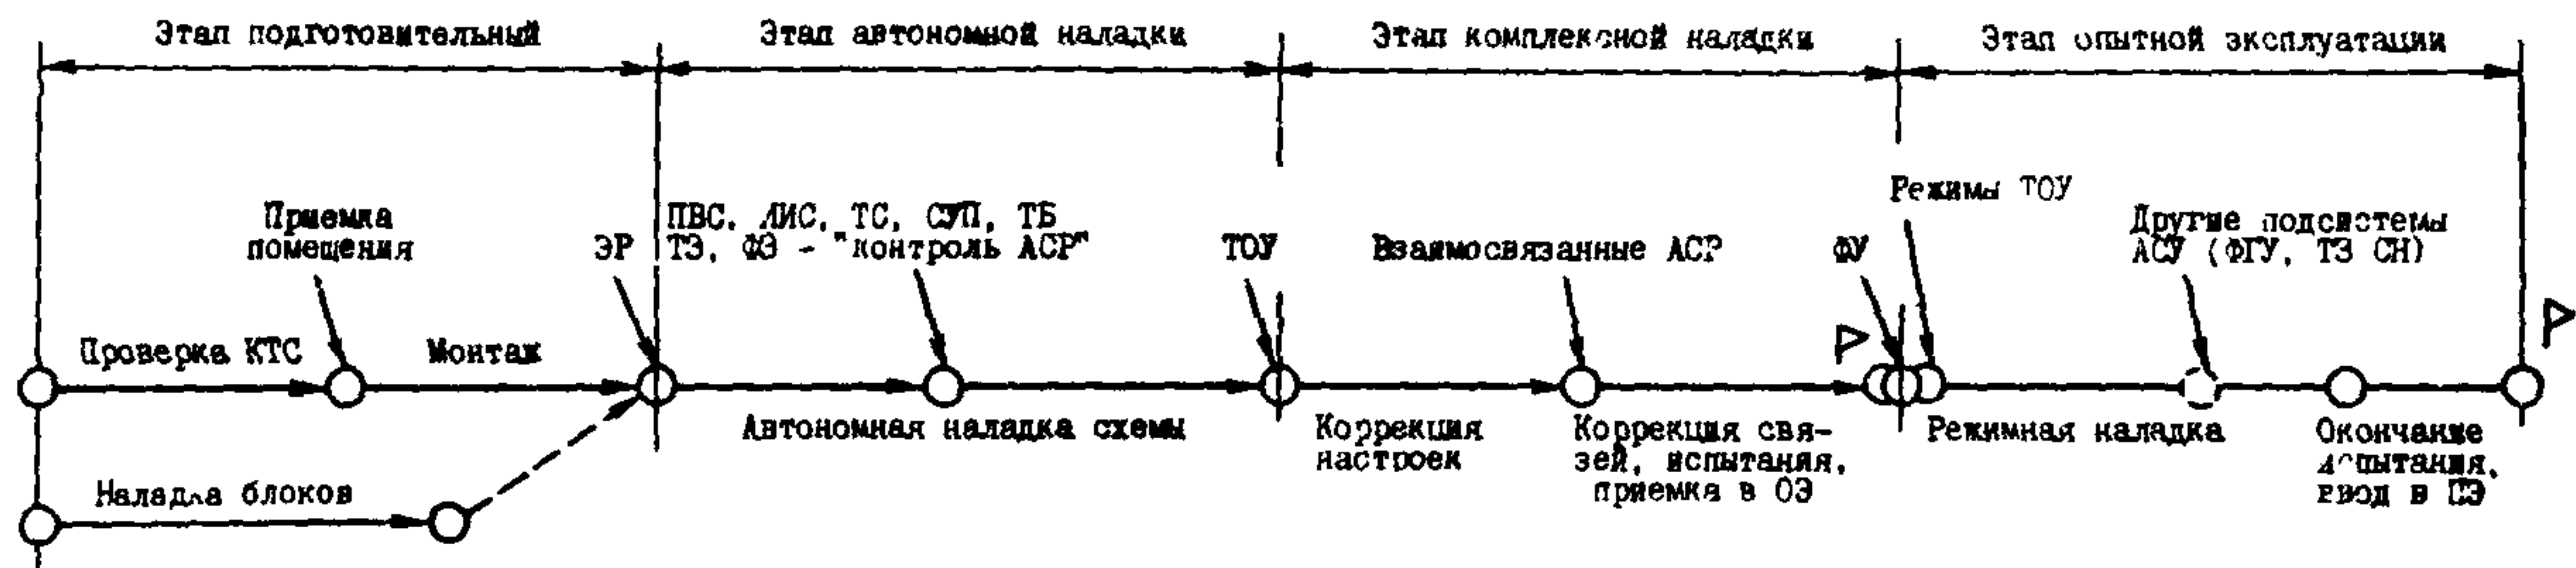 Этап подготовительный
Этап автономной наладки
Этап комплексной наладки
Этап опытной эксплуатации
Приемка
помещения
ЭР
ПВС, ИИС, ТС, СУП, ТБ
ТЭ, ФЭ - "контроль АСР"
ТОУ
Взаимосвязанные АСР
ФУ
Режимы ТОУ
Другие подсистемы
АСУ (ФГУ, ТЗ СН)
Проверка КТС
Монтаж
Автономная наладка схемы
Коррекция
настроек
Коррекция свя-
зей, испытания,
приемка в ОЭ
Режимная наладка
Окончание
испытания,
ввод в ПЭ
Наладка блоков